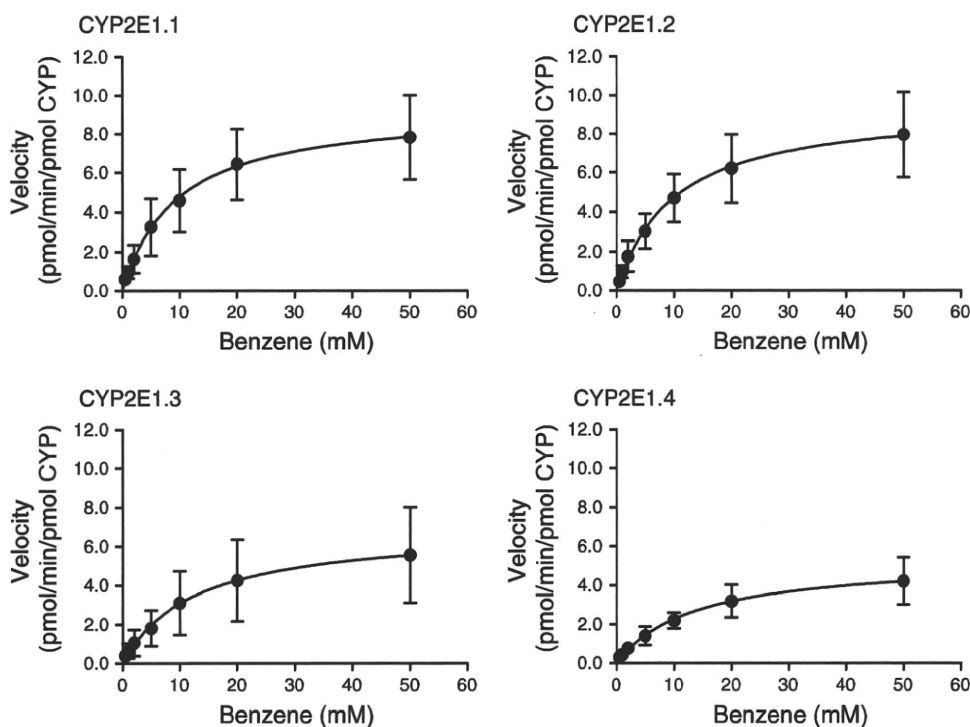 CYP2E1.1
12.0
10.0
8.0
6.0
4.0
2.0
0.0
Velocity
(pmol/min/pmol CYP)
0 10 20 30 40 50 60
Benzene (mM)
CYP2E1.2
12.0
10.0
8.0
6.0
4.0
2.0
0.0
Velocity
(pmol/min/pmol CYP)
0 10 20 30 40 50 60
Benzene (mM)
CYP2E1.3
12.0
10.0
8.0
6.0
4.0
2.0
0.0
Velocity
(pmol/min/pmol CYP)
0 10 20 30 40 50 60
Benzene (mM)
CYP2E1.4
12.0
10.0
8.0
6.0
4.0
2.0
0.0
Velocity
(pmol/min/pmol CYP)
0 10 20 30 40 50 60
Benzene (mM)